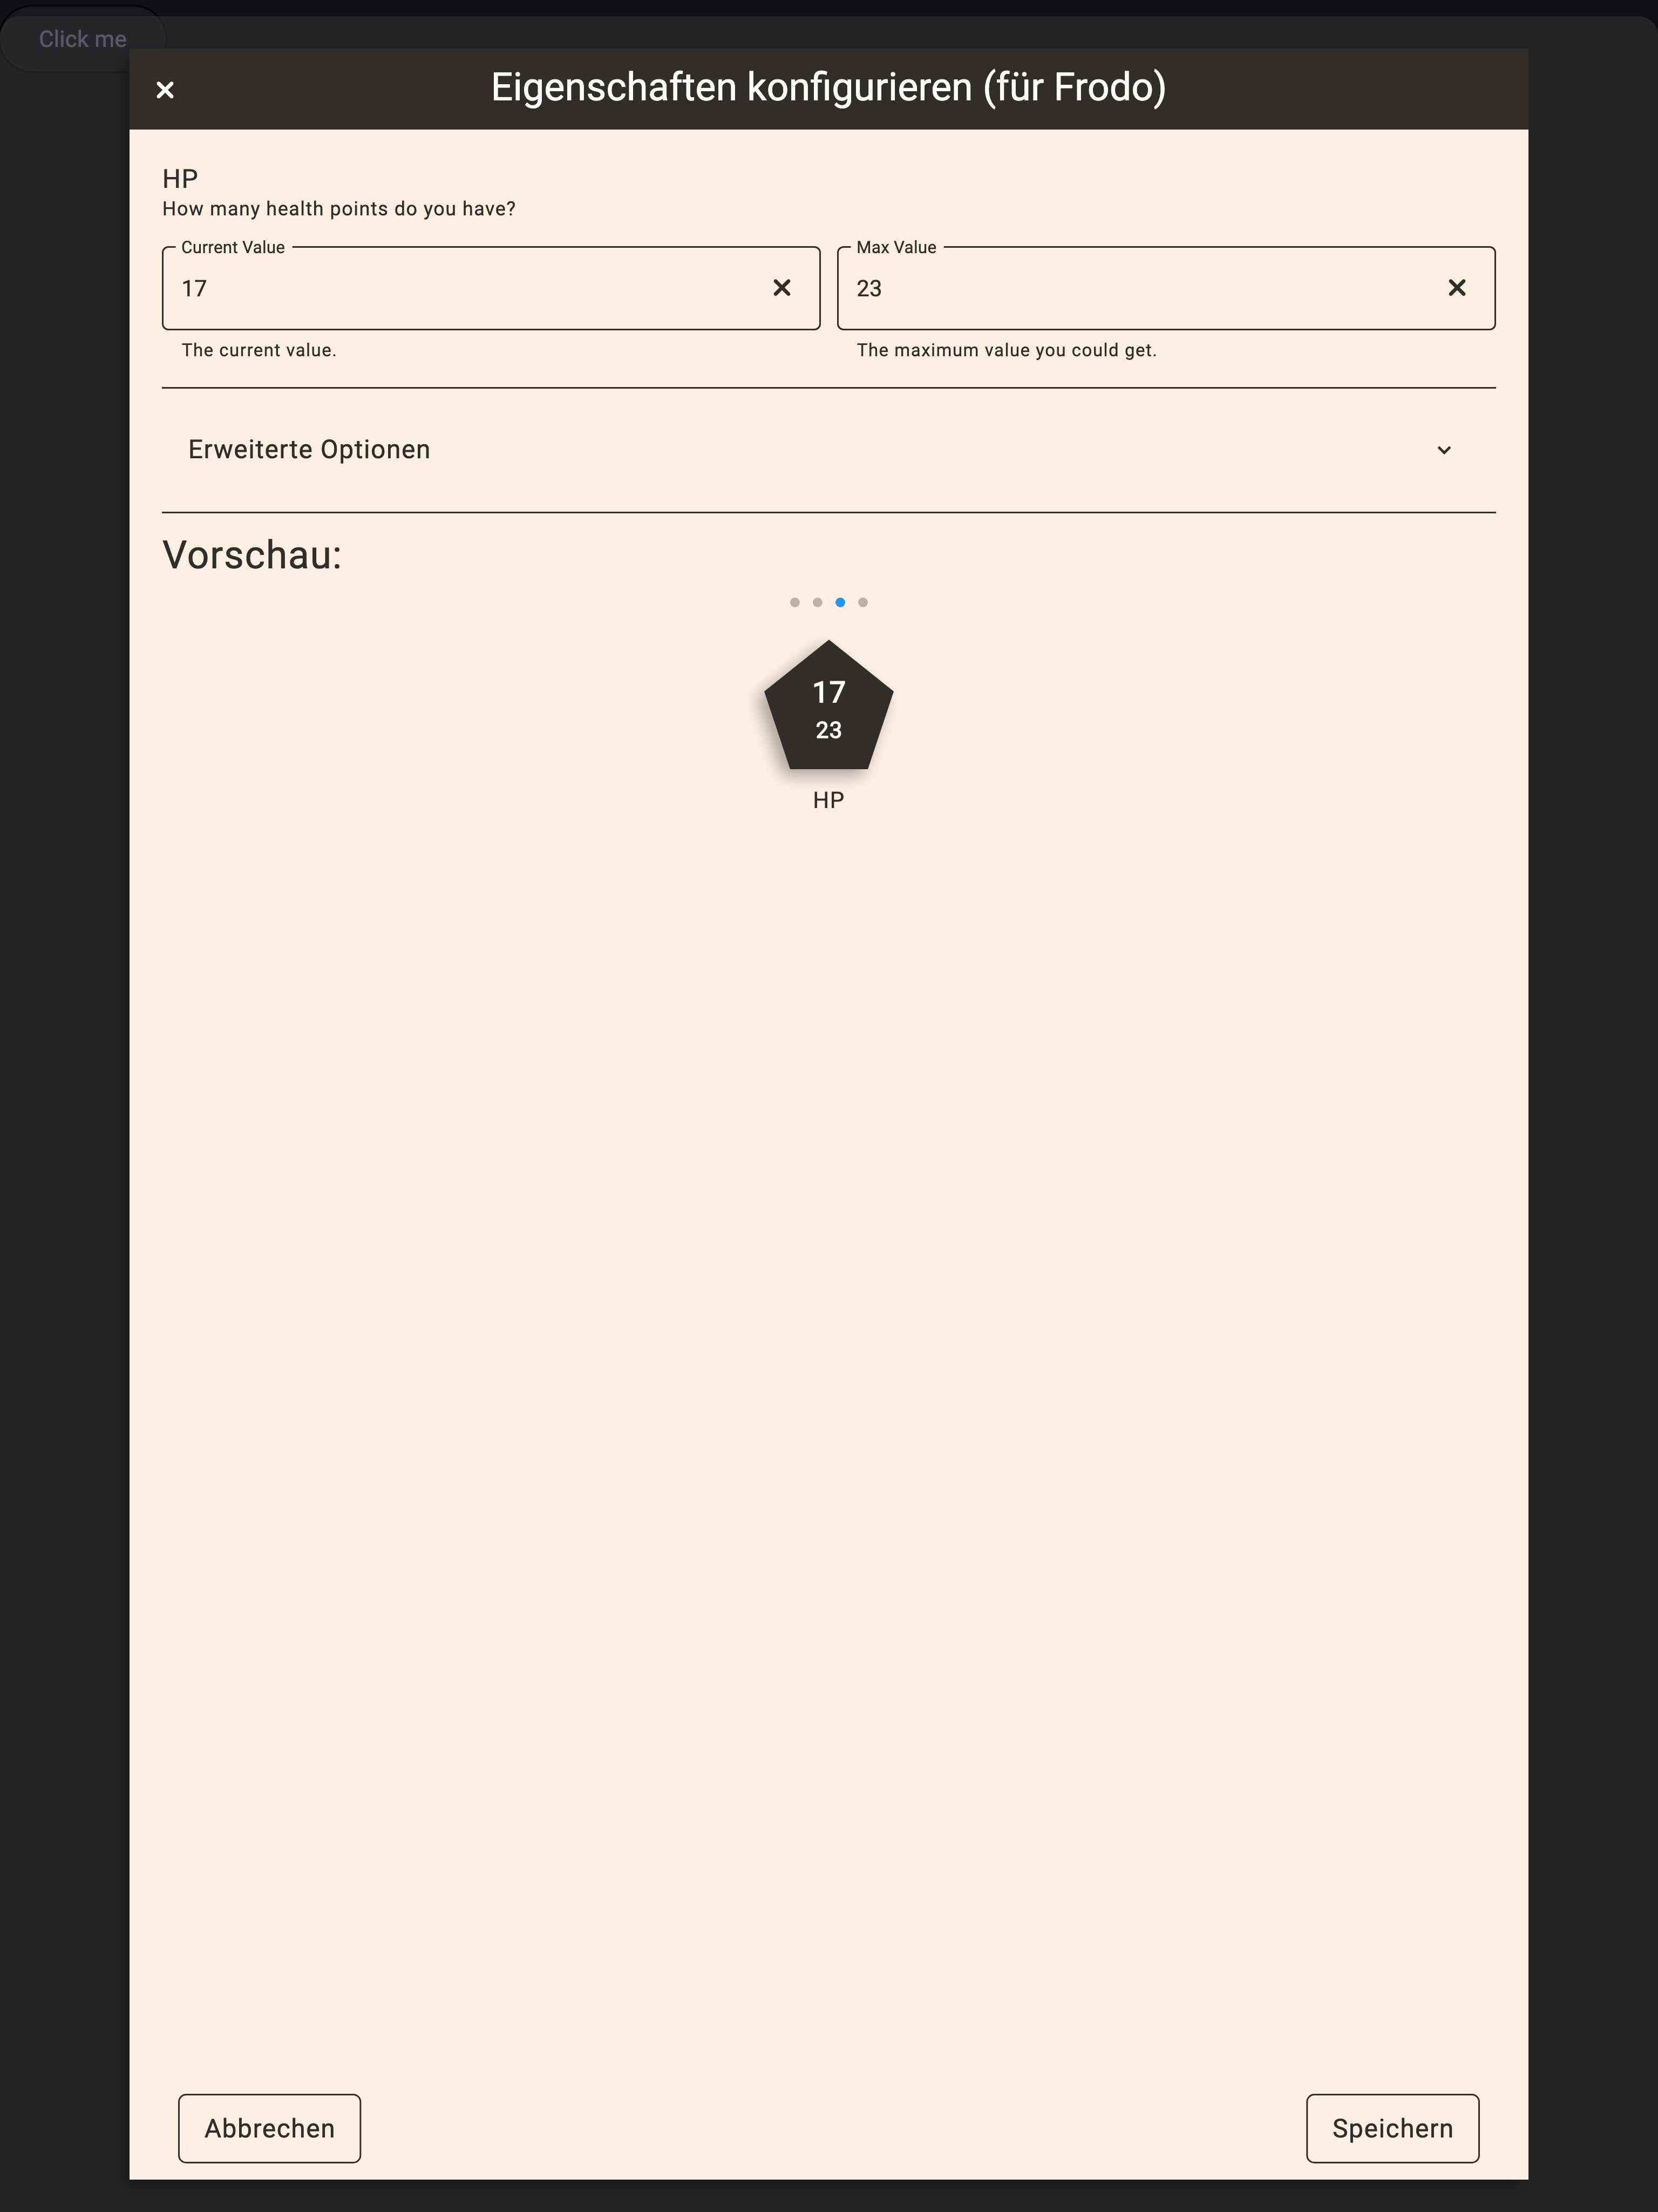 Click me
Eigenschaften konfigurieren (für Frodo)
HP
How many health points do you have?
Current Value
Max Value
17
23
The current value.
The maximum value you could get.
Erweiterte Optionen
Vorschau:
17
23
HP
Abbrechen
Speichern